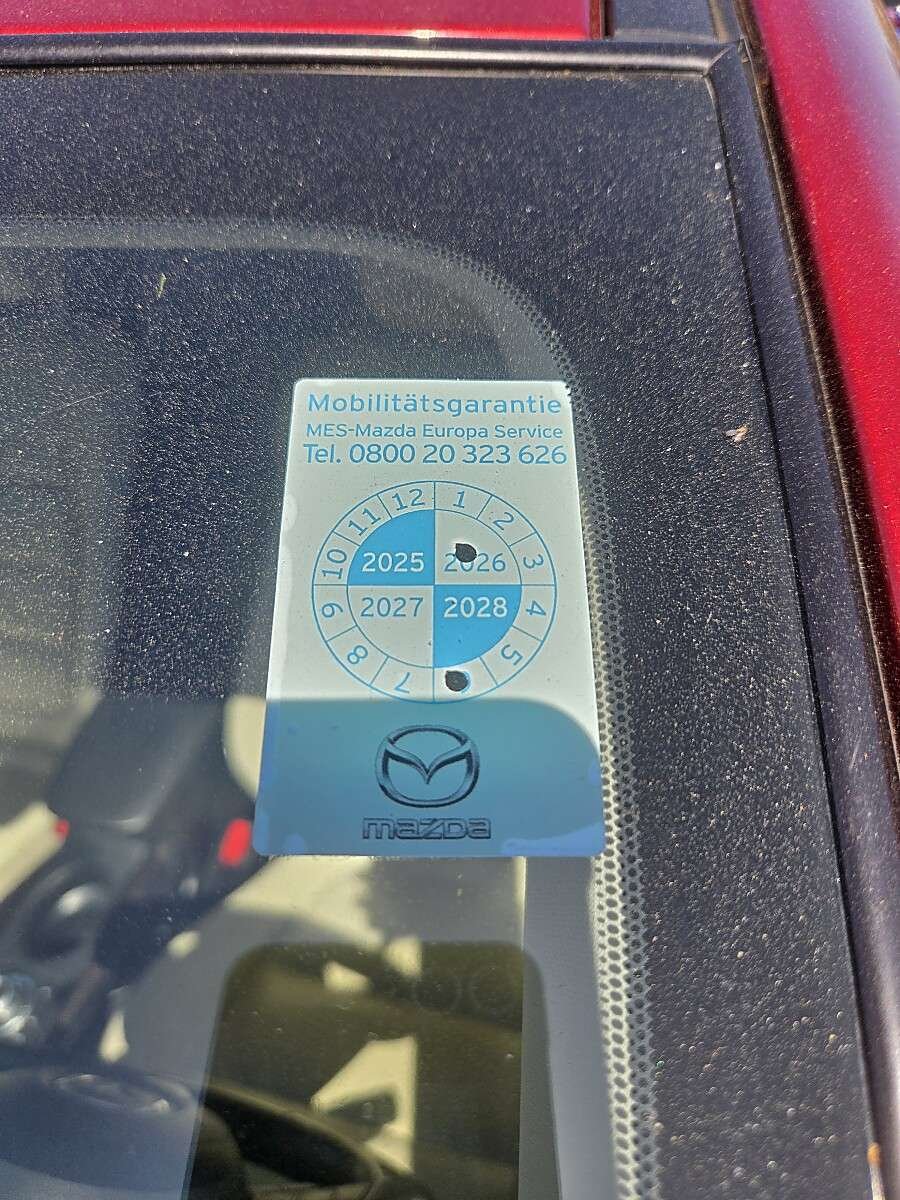 Mobilitätsgarantie
MES-Mazda Europa Service
Tel. 0800 20 323 626
12 1
11 2
10 3
2025 2026
2027 2028
9 4
8 5
7
mazda